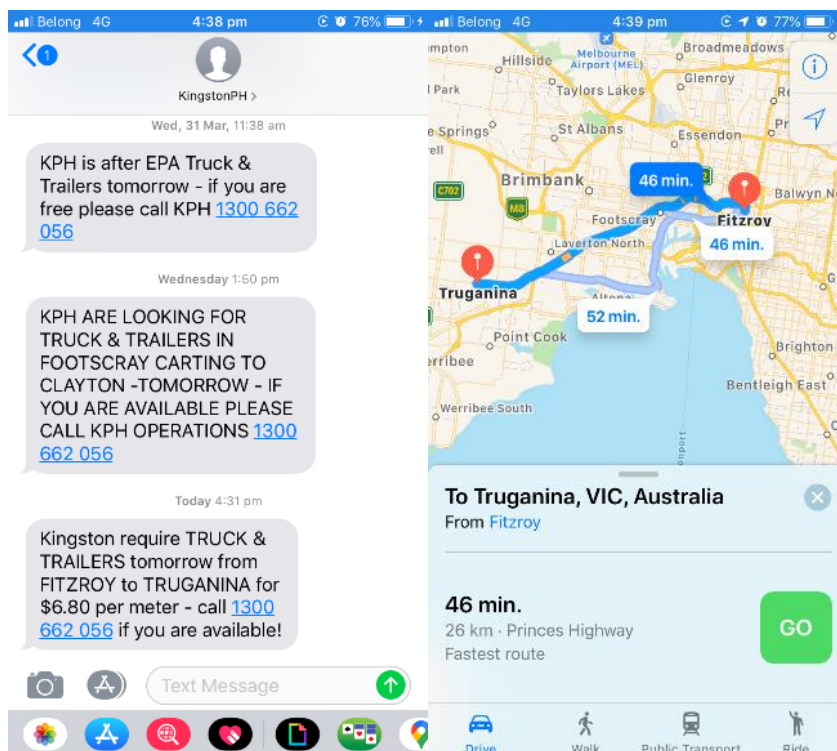 Belong 4G
4:38 pm
76%
1
KingstonPH >
Wed, 31 Mar, 11:38 am
KPH is after EPA Truck &
Trailers tomorrow - if you are
free please call KPH 1300 662
056
Wednesday 1:50 pm
KPH ARE LOOKING FOR
TRUCK & TRAILERS IN
FOOTSCRAY CARTING TO
CLAYTON -TOMORROW - IF
YOU ARE AVAILABLE PLEASE
CALL KPH OPERATIONS 1300
662 056
Today 4:31 pm
Kingston require TRUCK &
TRAILERS tomorrow from
FITZROY to TRUGANINA for
$6.80 per meter - call 1300
662 056 if you are available!
Text Message
Belong 4G
4:39 pm
77%
Melbourne
Airport (MEL)
Broadmeadows
Hillside
Glenroy
Taylors Lakes
St Albans
Essendon
Brimbank
46 min.
Balwyn N
C702
M8
Footscray
Fitzroy
46 min.
Laverton North
Truganina
Altona
52 min.
Point Cook
Brighton
Bentleigh East
Werribee South
To Truganina, VIC, Australia
From Fitzroy
46 min.
26 km · Princes Highway
Fastest route
GO
Drive
Walk
Public Transport
Ride